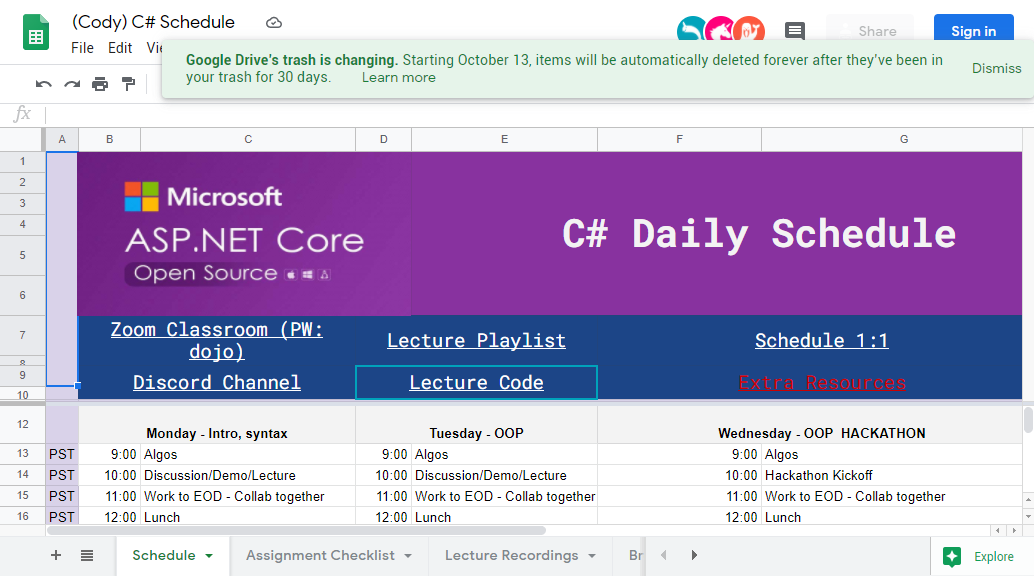 (Cody) C# Schedule
File Edit
Share
Sign in
Google Drive's trash is changing. Starting October 13, items will be automatically deleted forever after they've been in
your trash for 30 days. Learn more
Dismiss
fx
A B C D E F G
1
2
3
4
5
6
7
8
9
10
Microsoft
ASP.NET Core
Open Source
C# Daily Schedule
Zoom Classroom (PW:
dojo)
Lecture Playlist
Schedule 1:1
Discord Channel
Lecture Code
Extra Resources
12 Monday - Intro, syntax Tuesday - OOP Wednesday - OOP HACKATHON
13 PST 9:00 Algos 9:00 Algos 9:00 Algos
14 PST 10:00 Discussion/Demo/Lecture 10:00 Discussion/Demo/Lecture 10:00 Hackathon Kickoff
15 PST 11:00 Work to EOD - Collab together 11:00 Work to EOD - Collab together 11:00 Work to EOD - Collab together
16 PST 12:00 Lunch 12:00 Lunch 12:00 Lunch
Schedule Assignment Checklist Lecture Recordings Br
Explore